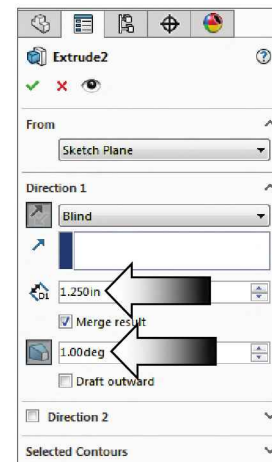 Extrude2
From
Sketch Plane
Direction 1
Blind
D1
1.250in
Merge result
1.00deg
Draft outward
Direction 2
Selected Contours